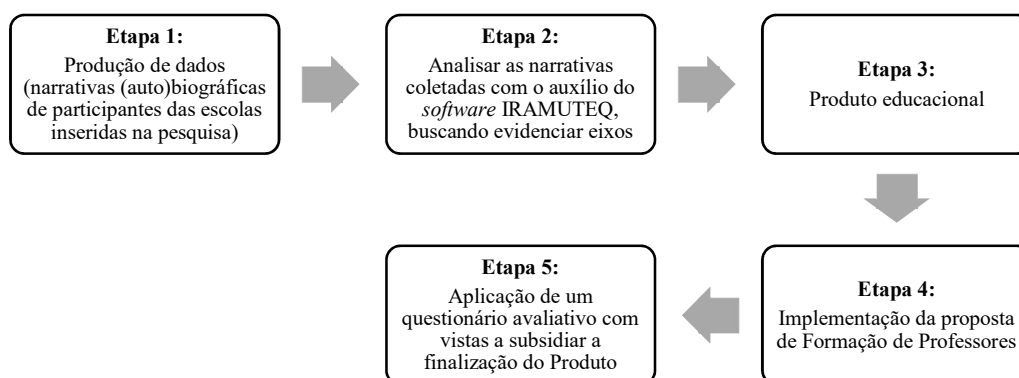 Etapa 1:
Produção de dados
(narrativas (auto)biográficas
de participantes das escolas
inseridas na pesquisa)
Etapa 2:
Analisar as narrativas
coletadas com o auxílio do
software IRAMUTEQ,
buscando evidenciar eixos
Etapa 3:
Produto educacional
Etapa 4:
Implementação da proposta
de Formação de Professores
Etapa 5:
Aplicação de um
questionário avaliativo com
vistas a subsidiar a
finalização do Produto